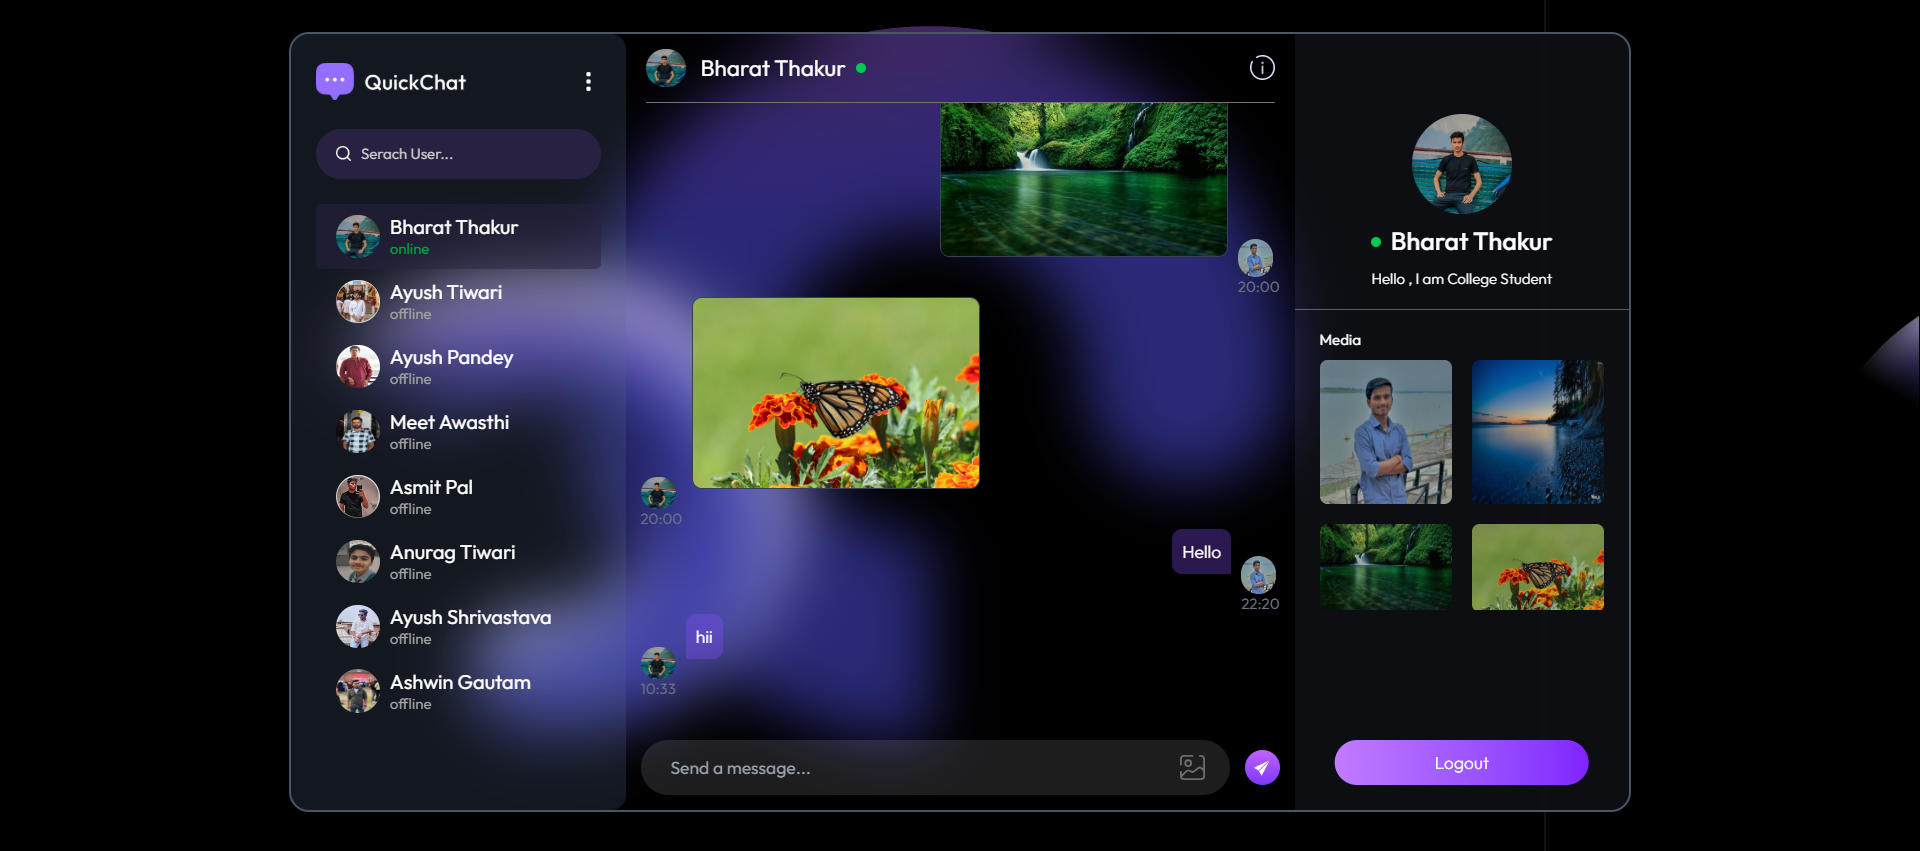 QuickChat
Serach User...
Bharat Thakur
online
Ayush Tiwari
offline
Ayush Pandey
offline
Meet Awasthi
offline
Asmit Pal
offline
Anurag Tiwari
offline
Ayush Shrivastava
offline
Ashwin Gautam
offline
Bharat Thakur
20:00
20:00
Hello
22:20
hii
10:33
Send a message...
Bharat Thakur
Hello , I am College Student
Media
Logout